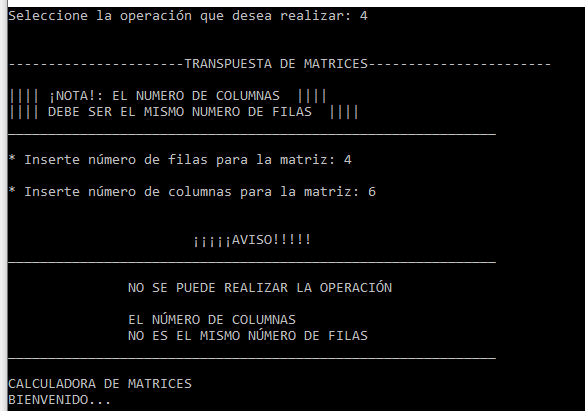 Seleccione la operación que desea realizar: 4
----------------------TRANSPUESTA DE MATRICES-----------------------
|||| ¡NOTA!: EL NUMERO DE COLUMNAS ||||
|||| DEBE SER EL MISMO NUMERO DE FILAS ||||
_____________________________________________________________
* Inserte número de filas para la matriz: 4
* Inserte número de columnas para la matriz: 6
¡¡¡¡¡AVISO!!!!!
_____________________________________________________________
NO SE PUEDE REALIZAR LA OPERACIÓN
EL NÚMERO DE COLUMNAS
NO ES EL MISMO NÚMERO DE FILAS
_____________________________________________________________
CALCULADORA DE MATRICES
BIENVENIDO...